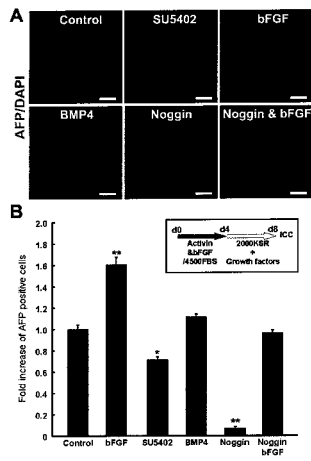 A
AFP/DAPI
Control
SU5402
bFGF
BMP4
Noggin
Noggin & bFGF
B
Fold increase of AFP positive cells
2.0
1.8
1.6
1.4
1.2
1.0
0.8
0.6
0.4
0.2
0
**
*
**
d0
d4
d8
ICC
Activin
&bFGF
/4500FBS
2000KSR
+
Growth factors
Control
bFGF
SU5402
BMP4
Noggin
Noggin
bFGF